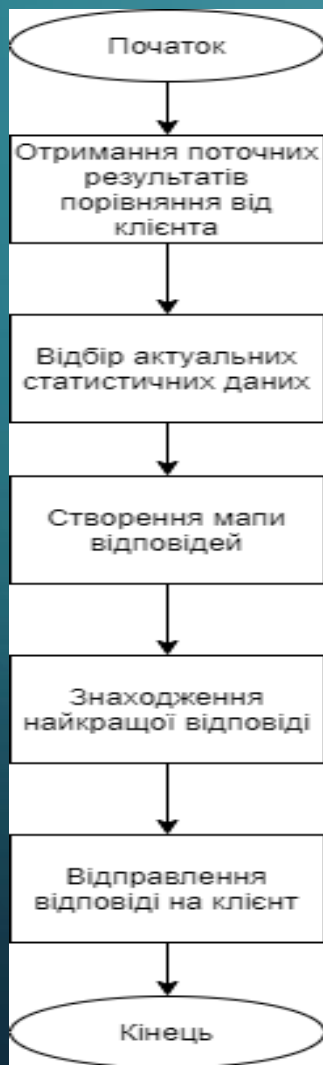 Початок
Отримання поточних
результатів
порівняння від
клієнта
Відбір актуальних
статистичних даних
Створення мапи
відповідей
Знаходження
найкращої відповіді
Відправлення
відповіді на клієнт
Кінець